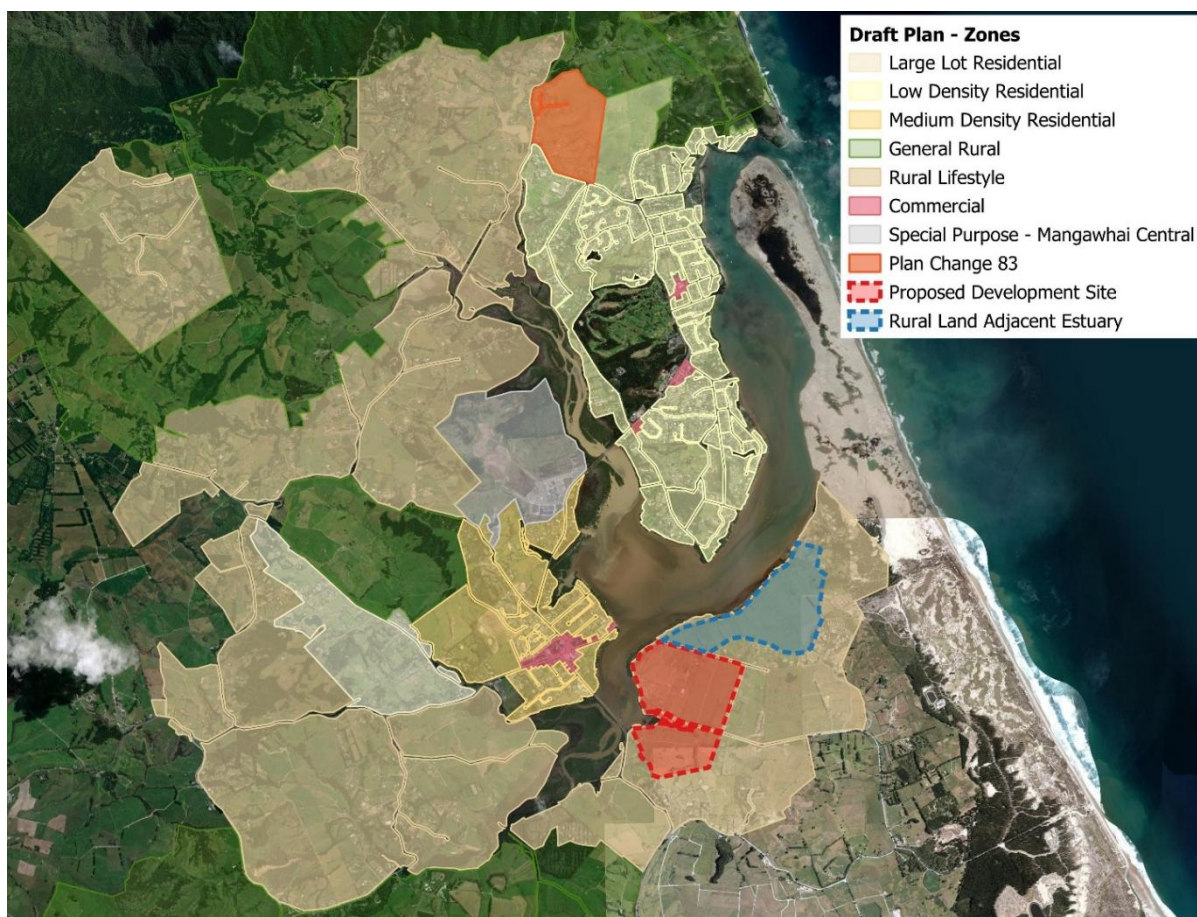 Draft Plan - Zones
Large Lot Residential
Low Density Residential
Medium Density Residential
General Rural
Rural Lifestyle
Commercial
Special Purpose - Mangawhai Central
Plan Change 83
Proposed Development Site
Rural Land Adjacent Estuary